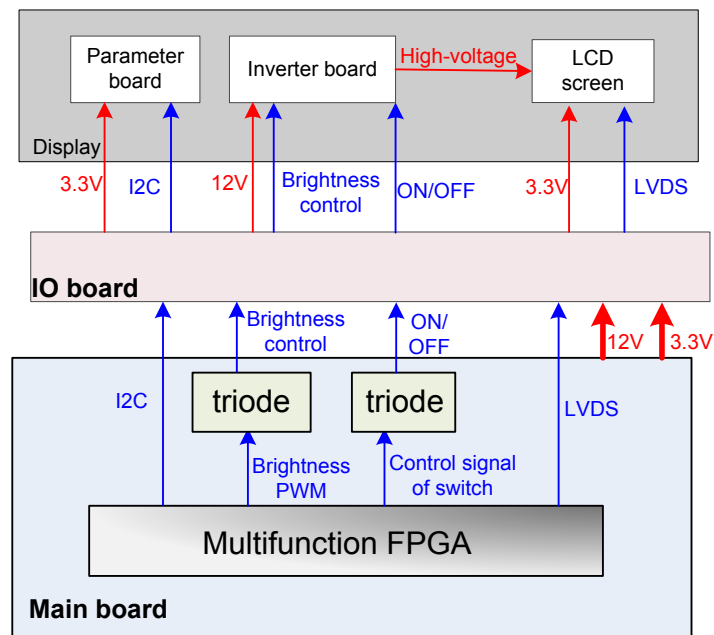 Parameter
board
Inverter board
High-voltage
LCD
screen
Display
3.3V
I2C
12V
Brightness
control
ON/OFF
3.3V
LVDS
IO board
Brightness
control
ON/
OFF
12V
3.3V
I2C
triode
triode
LVDS
Brightness
PWM
Control signal
of switch
Multifunction FPGA
Main board